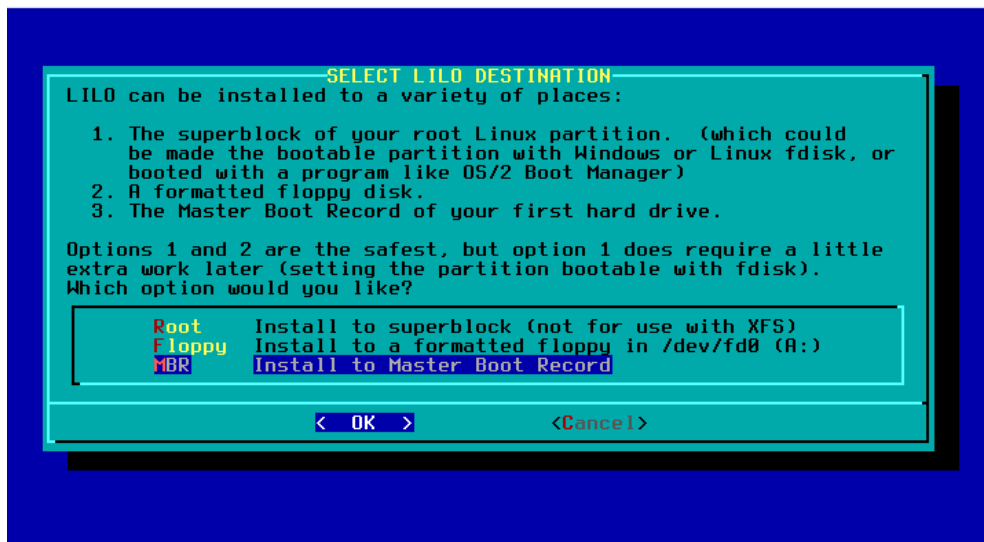 SELECT LILO DESTINATION
LILO can be installed to a variety of places:
1. The superblock of your root Linux partition.  (which could
be made the bootable partition with Windows or Linux fdisk, or
booted with a program like OS/2 Boot Manager)
2. A formatted floppy disk.
3. The Master Boot Record of your first hard drive.
Options 1 and 2 are the safest, but option 1 does require a little
extra work later (setting the partition bootable with fdisk).
Which option would you like?
Root Install to superblock (not for use with XFS)
Floppy Install to a formatted floppy in /dev/fd0 (A:)
MBR Install to Master Boot Record
< OK > <Cancel>